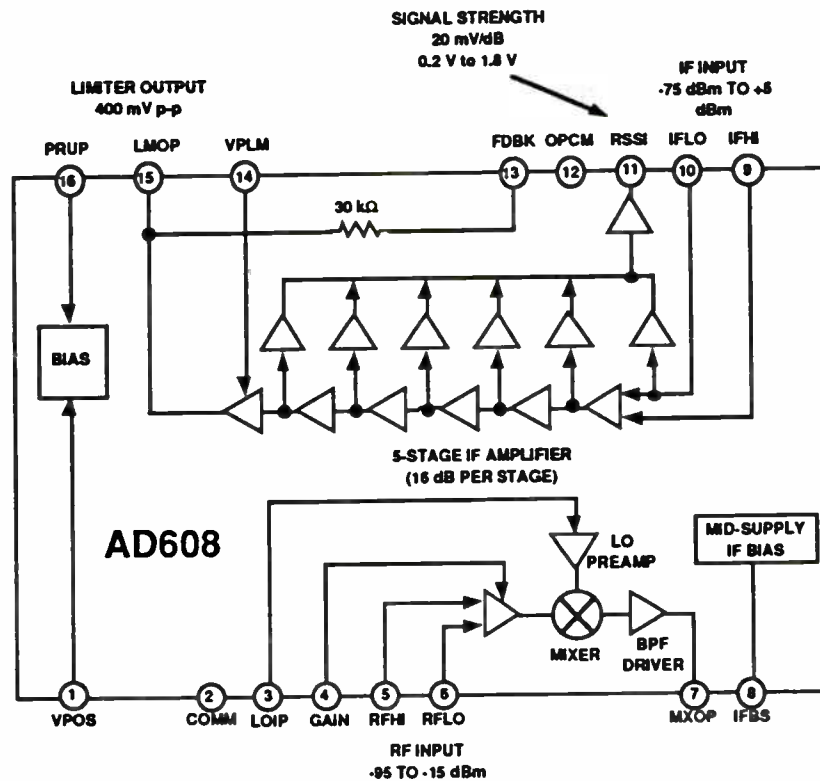 SIGNAL STRENGTH
20 mV/dB
0.2 V to 1.8 V
LIMITER OUTPUT
400 mV p-p
IF INPUT
-75 dBm TO +5
dBm
PRUP
LMOP
VPLM
FDBK
OPCM
RSSI
IFLO
IFHI
16
15
14
13
12
11
10
9
30 kΩ
BIAS
5-STAGE IF AMPLIFIER
(16 dB PER STAGE)
AD608
LO
PREAMP
MID-SUPPLY
IF BIAS
MIXER
BPF
DRIVER
1
2
3
4
5
6
7
8
VPOS
COMM
LOIP
GAIN
RFHI
RFLO
MXOP
IFBS
RF INPUT
-95 TO -15 dBm